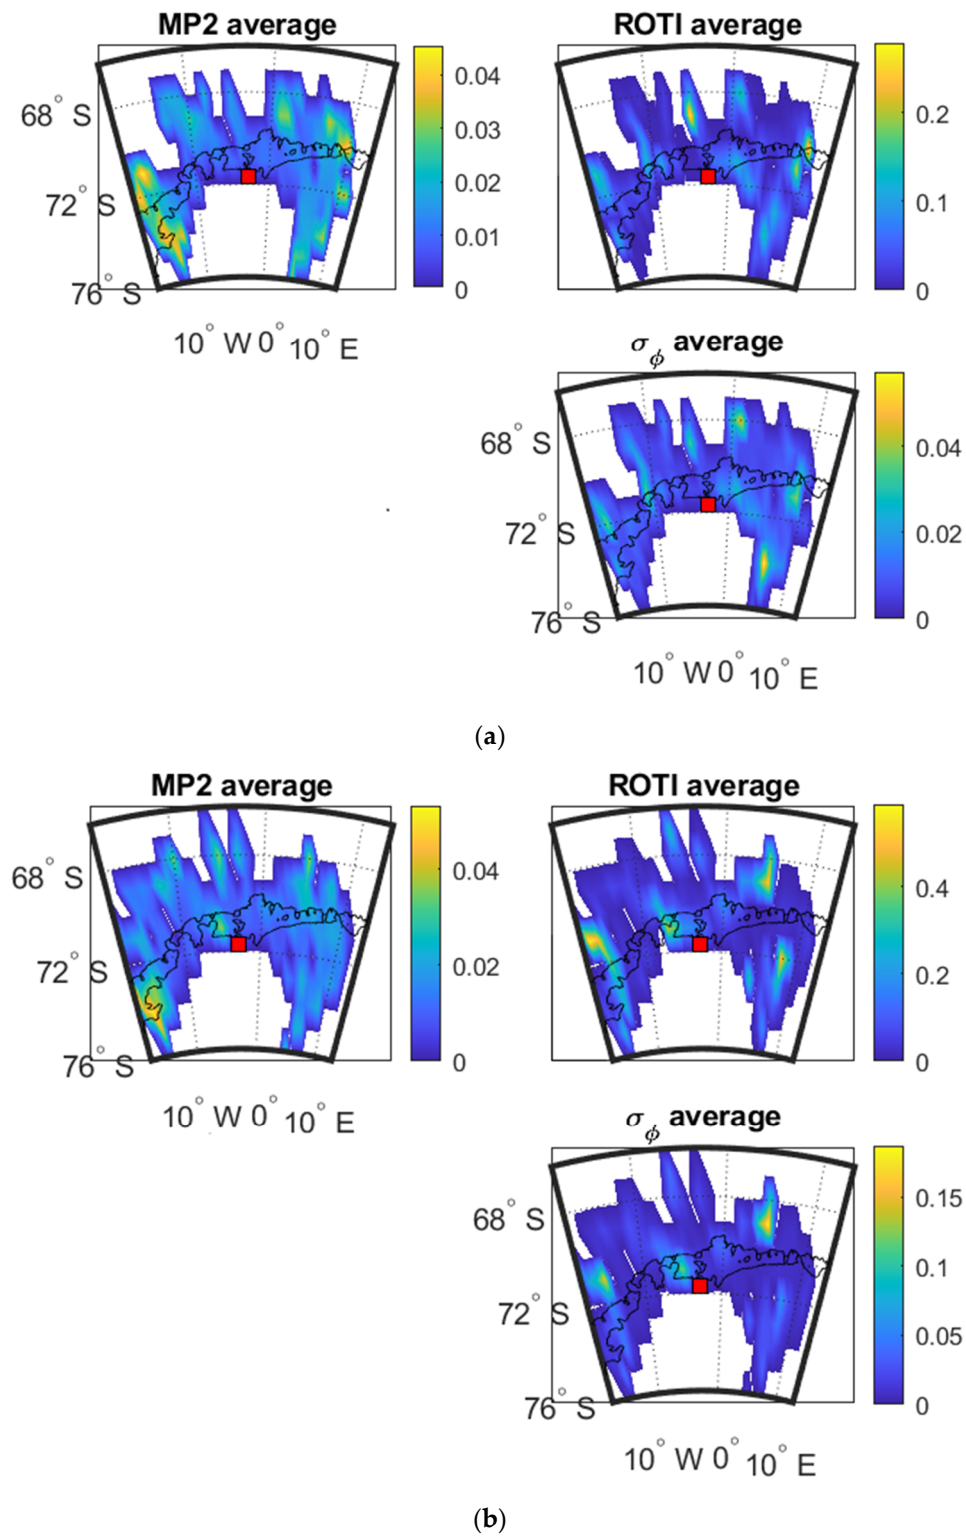 MP2 average
ROTI average
68° S
72° S
76° S
10° W 0° 10° E
0.04
0.03
0.02
0.01
0
0.2
0.1
0
σϕ average
68° S
72° S
76° S
10° W 0° 10° E
0.04
0.02
0
(a)
MP2 average
ROTI average
68° S
72° S
76° S
10° W 0° 10° E
0.04
0.02
0
0.4
0.2
0
σϕ average
68° S
72° S
76° S
10° W 0° 10° E
0.15
0.1
0.05
0
(b)